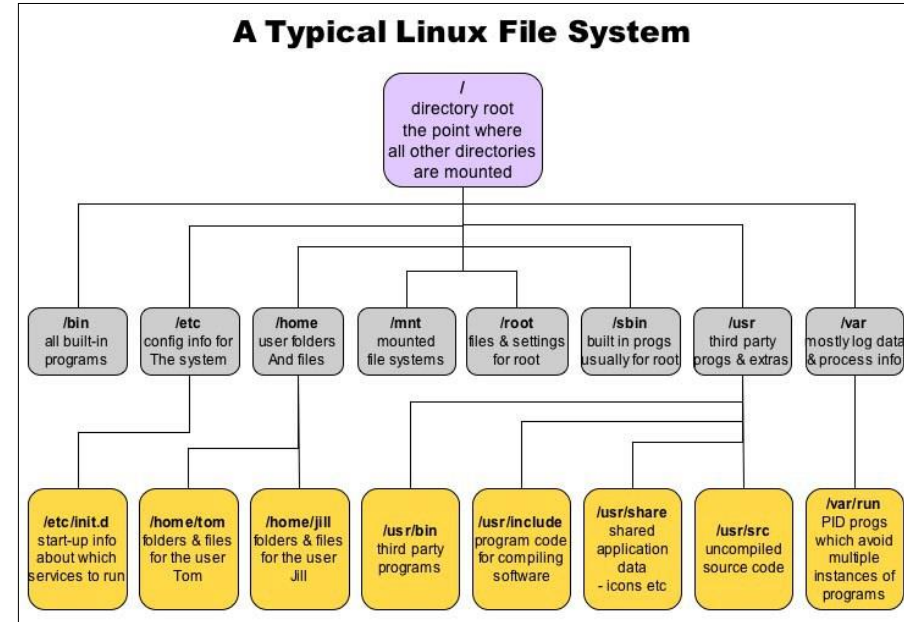 A Typical Linux File System
/
directory root
the point where
all other directories
are mounted
/bin
all built-in
programs
/etc
config info for
The system
/home
user folders
And files
/mnt
mounted
file systems
/root
files & settings
for root
/sbin
built in progs
usually for root
/usr
third party
progs & extras
/var
mostly log data
& process info
/etc/init.d
start-up info
about which
services to run
/home/tom
folders & files
for the user
Tom
/home/jill
folders & files
for the user
Jill
/usr/bin
third party
programs
/usr/include
program code
for compiling
software
/usr/share
shared
application
data
- icons etc
/usr/src
uncompiled
source code
/var/run
PID progs
which avoid
multiple
instances of
programs